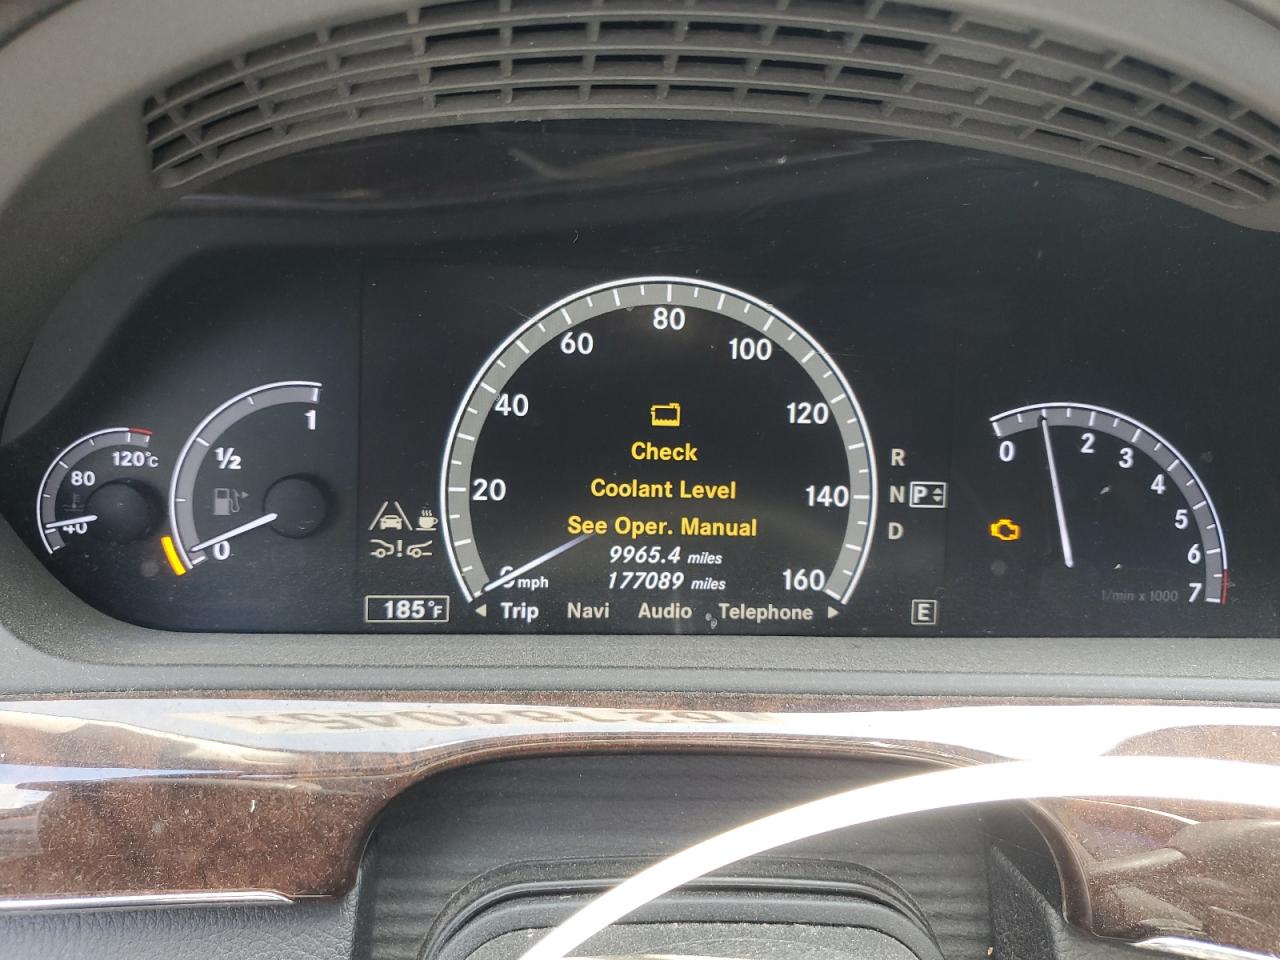 80
60
100
40
120
Check
20
Coolant Level
140
See Oper. Manual
9965.4 miles
0 mph
177089 miles
160
Trip Navi Audio Telephone
120°C
80
40
1
½
0
185°F
R
N P
D
E
0
2
3
4
5
6
7
1/min x 1000